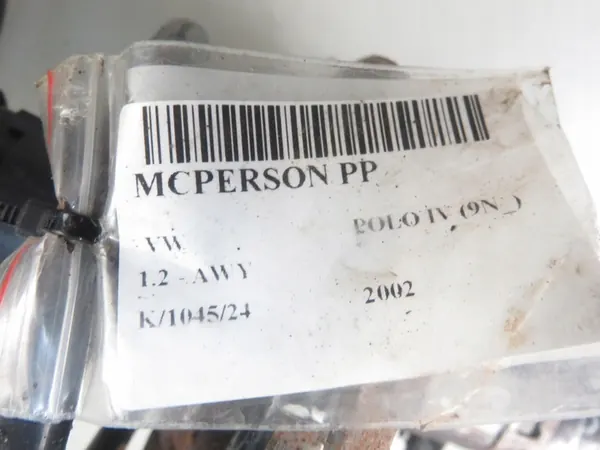 MCPERSON PP
VW POLO IV (9N_)
1.2 - AWY
K/1045/24 2002